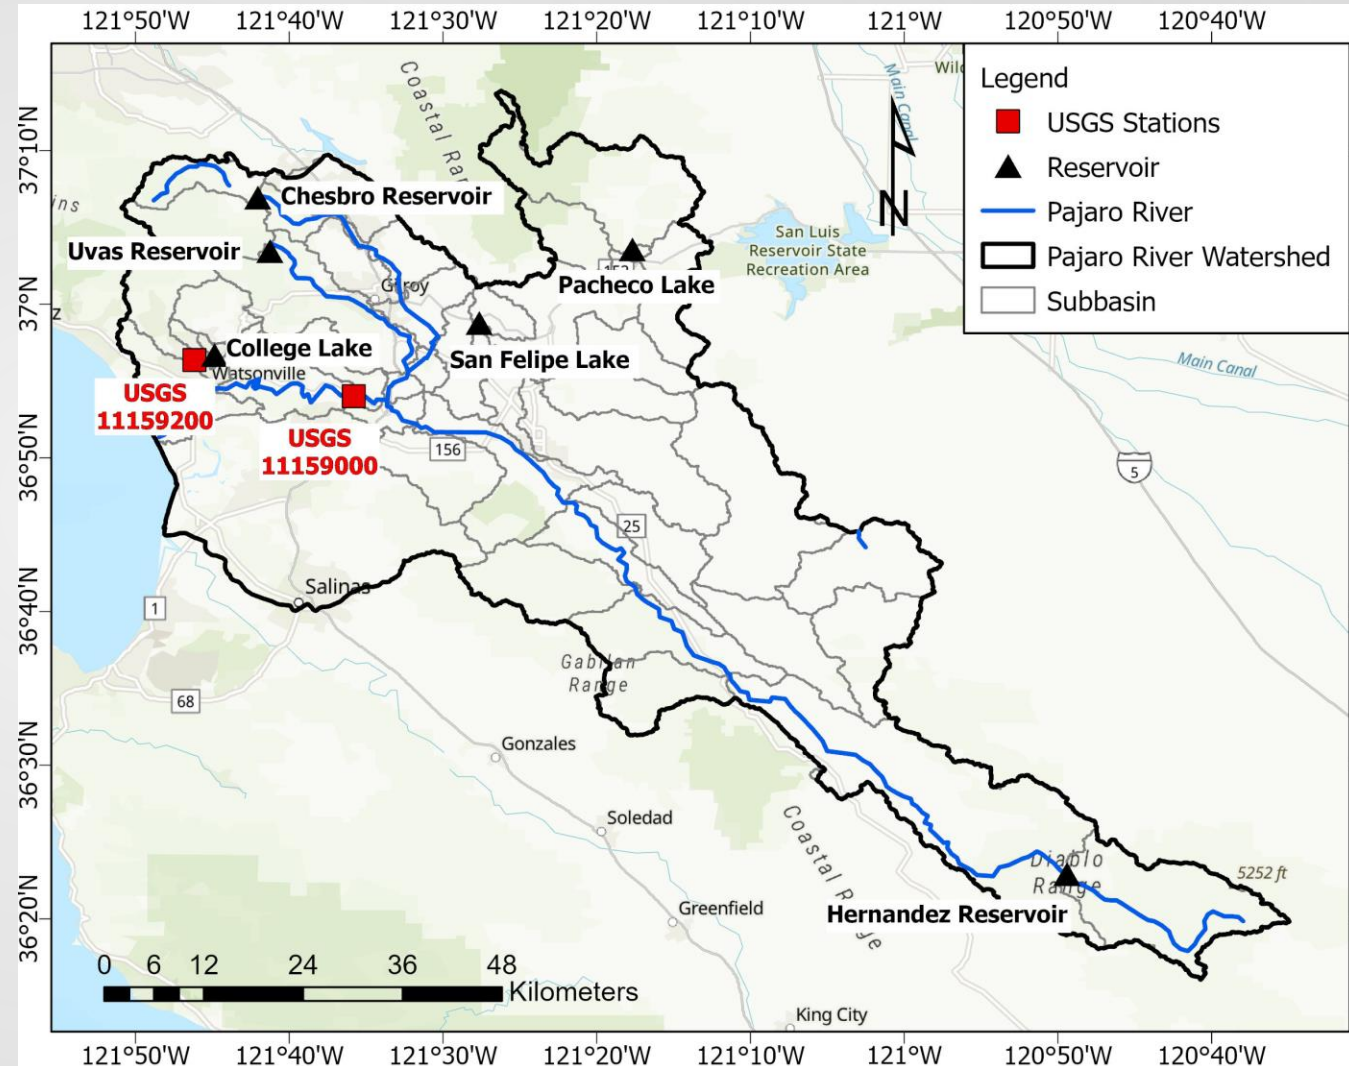 121°50'W 121°40'W 121°30'W 121°20'W 121°10'W 121°W 120°50'W 120°40'W
37°10'N
37°N
36°50'N
36°40'N
36°30'N
36°20'N
Legend
USGS Stations
Reservoir
Pajaro River
Pajaro River Watershed
Subbasin
N
Main Canal
Coastal Ran
Chesbro Reservoir
ins
Uvas Reservoir
San Luis
Reservoir State
Recreation Area
152
Pacheco Lake
Gilroy
z
College Lake
San Felipe Lake
Watsonville
Main Canal
USGS
11159200
USGS
11159000
156
5
25
Salinas
1
Gabilan
Range
68
Gonzales
Soledad
Coastal Range
Diablo
Range
5252 ft
Greenfield
Hernandez Reservoir
0 6 12 24 36 48
Kilometers
King City
121°50'W 121°40'W 121°30'W 121°20'W 121°10'W 121°W 120°50'W 120°40'W